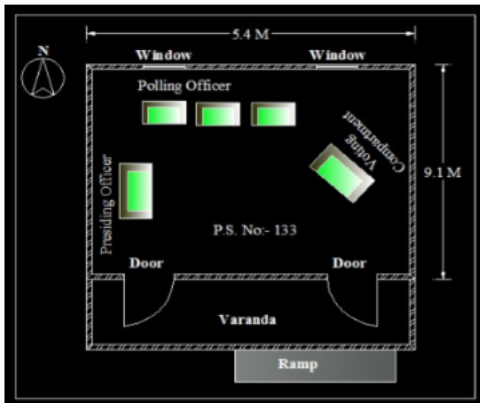 5.4 M
N
Window
Window
Polling Officer
Voting
Compartment
9.1 M
Presiding Officer
P.S. No:- 133
Door
Door
Varanda
Ramp